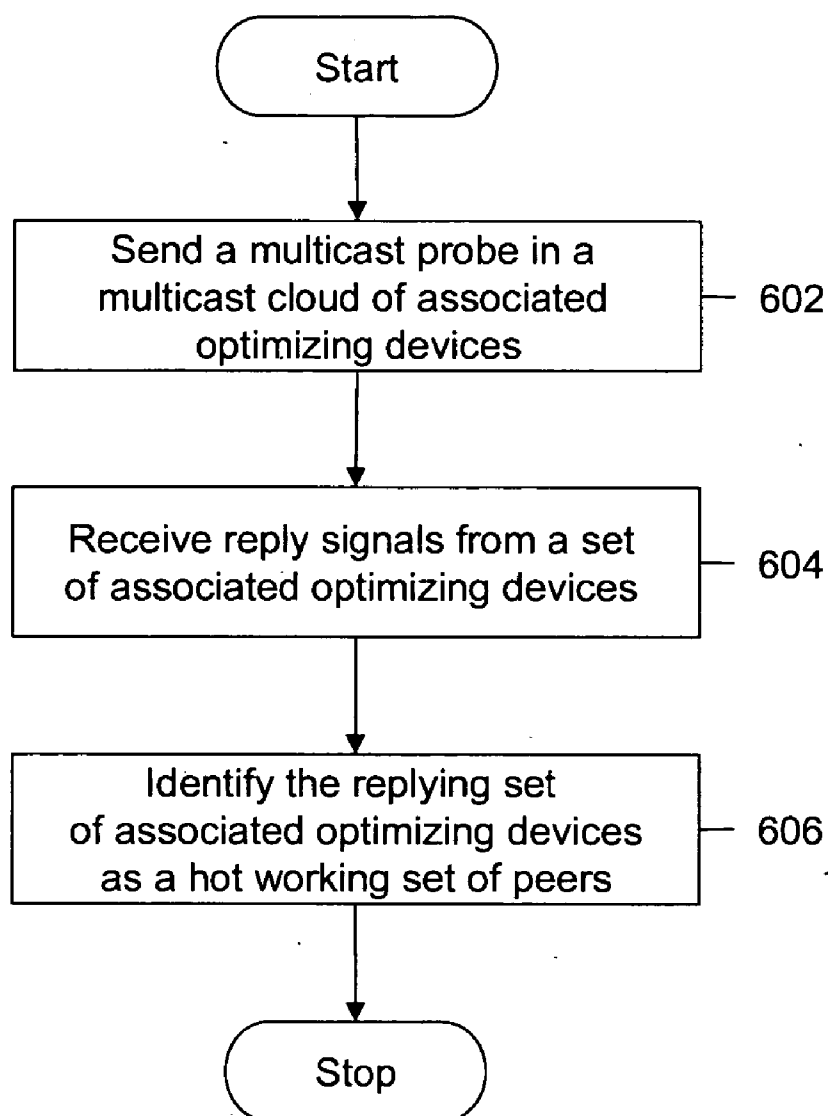 Start
Send a multicast probe in a
multicast cloud of associated
optimizing devices
602
Receive reply signals from a set
of associated optimizing devices
604
Identify the replying set
of associated optimizing devices
as a hot working set of peers
606
Stop